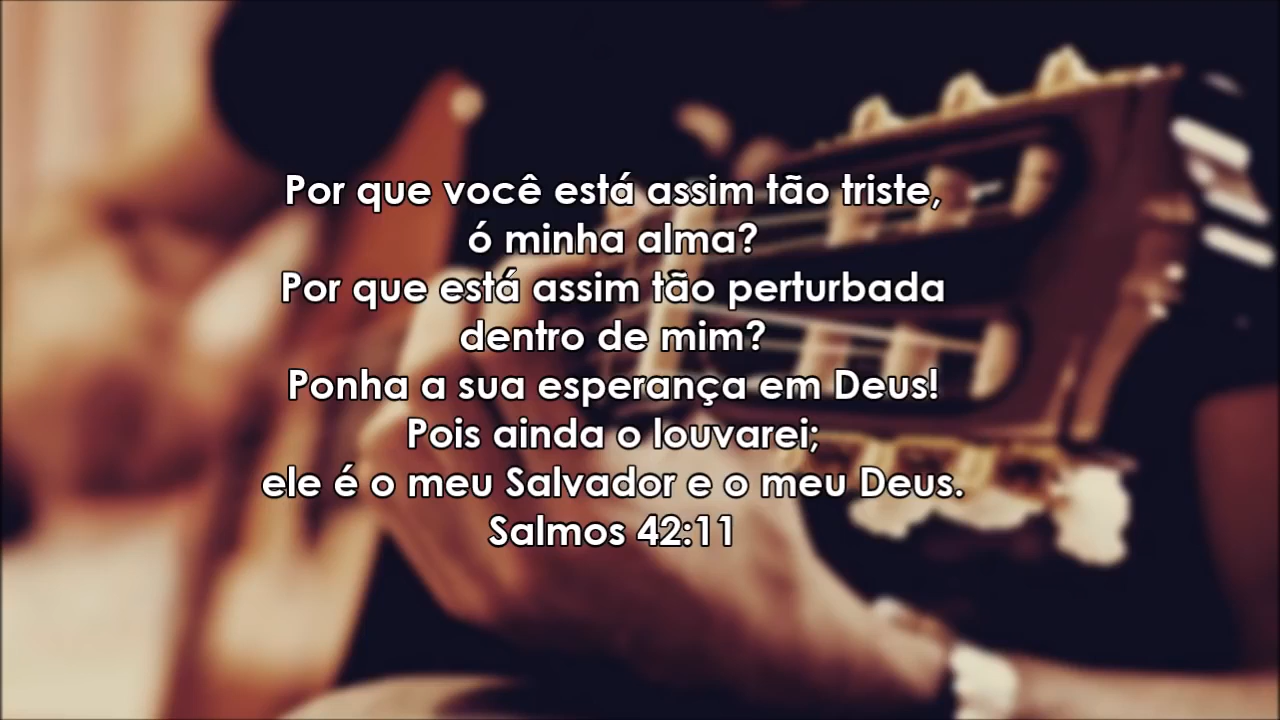 Por que você está assim tão triste,
ó minha alma?
Por que está assim tão perturbada
dentro de mim?
Ponha a sua esperança em Deus!
Pois ainda o louvarei;
ele é o meu Salvador e o meu Deus.
Salmos 42:11